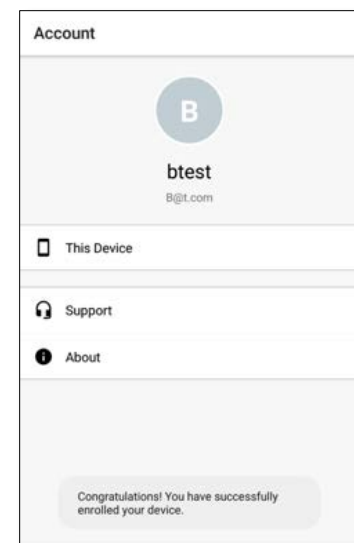 Account
B
btest
B@t.com
This Device
Support
About
Congratulations! You have successfully
enrolled your device.